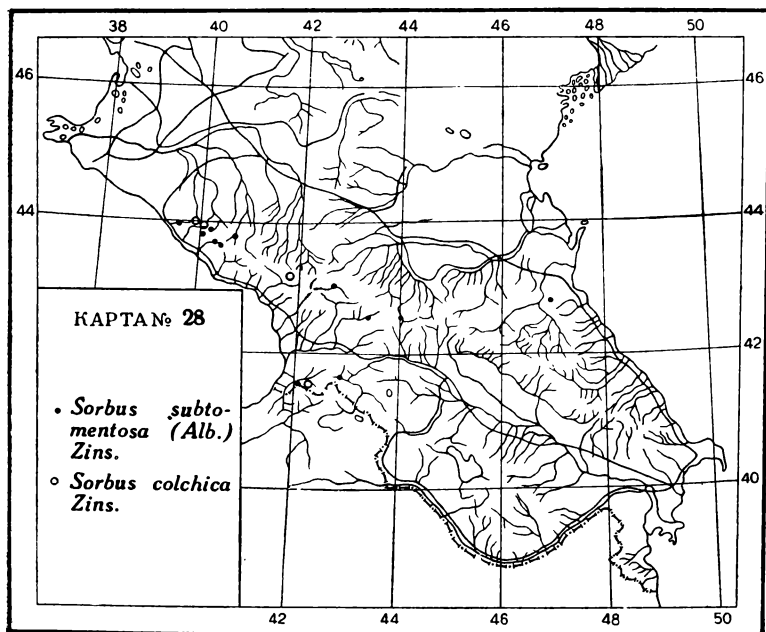 38 40 42 44 46 48 50
46 46
44 44
КАРТА № 28
42
• Sorbus subto-
mentosa (Alb.)
Zins.
○ Sorbus colchica
Zins.
40
42 44 46 48 50